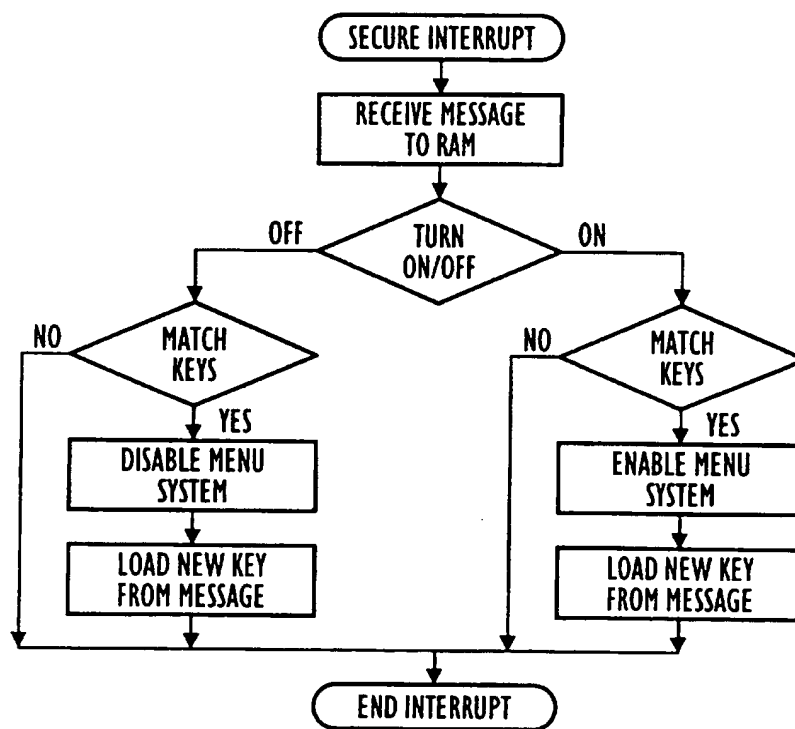 SECURE INTERRUPT
RECEIVE MESSAGE
TO RAM
OFF
TURN
ON/OFF
ON
NO
MATCH
KEYS
NO
MATCH
KEYS
YES
YES
DISABLE MENU
SYSTEM
ENABLE MENU
SYSTEM
LOAD NEW KEY
FROM MESSAGE
LOAD NEW KEY
FROM MESSAGE
END INTERRUPT